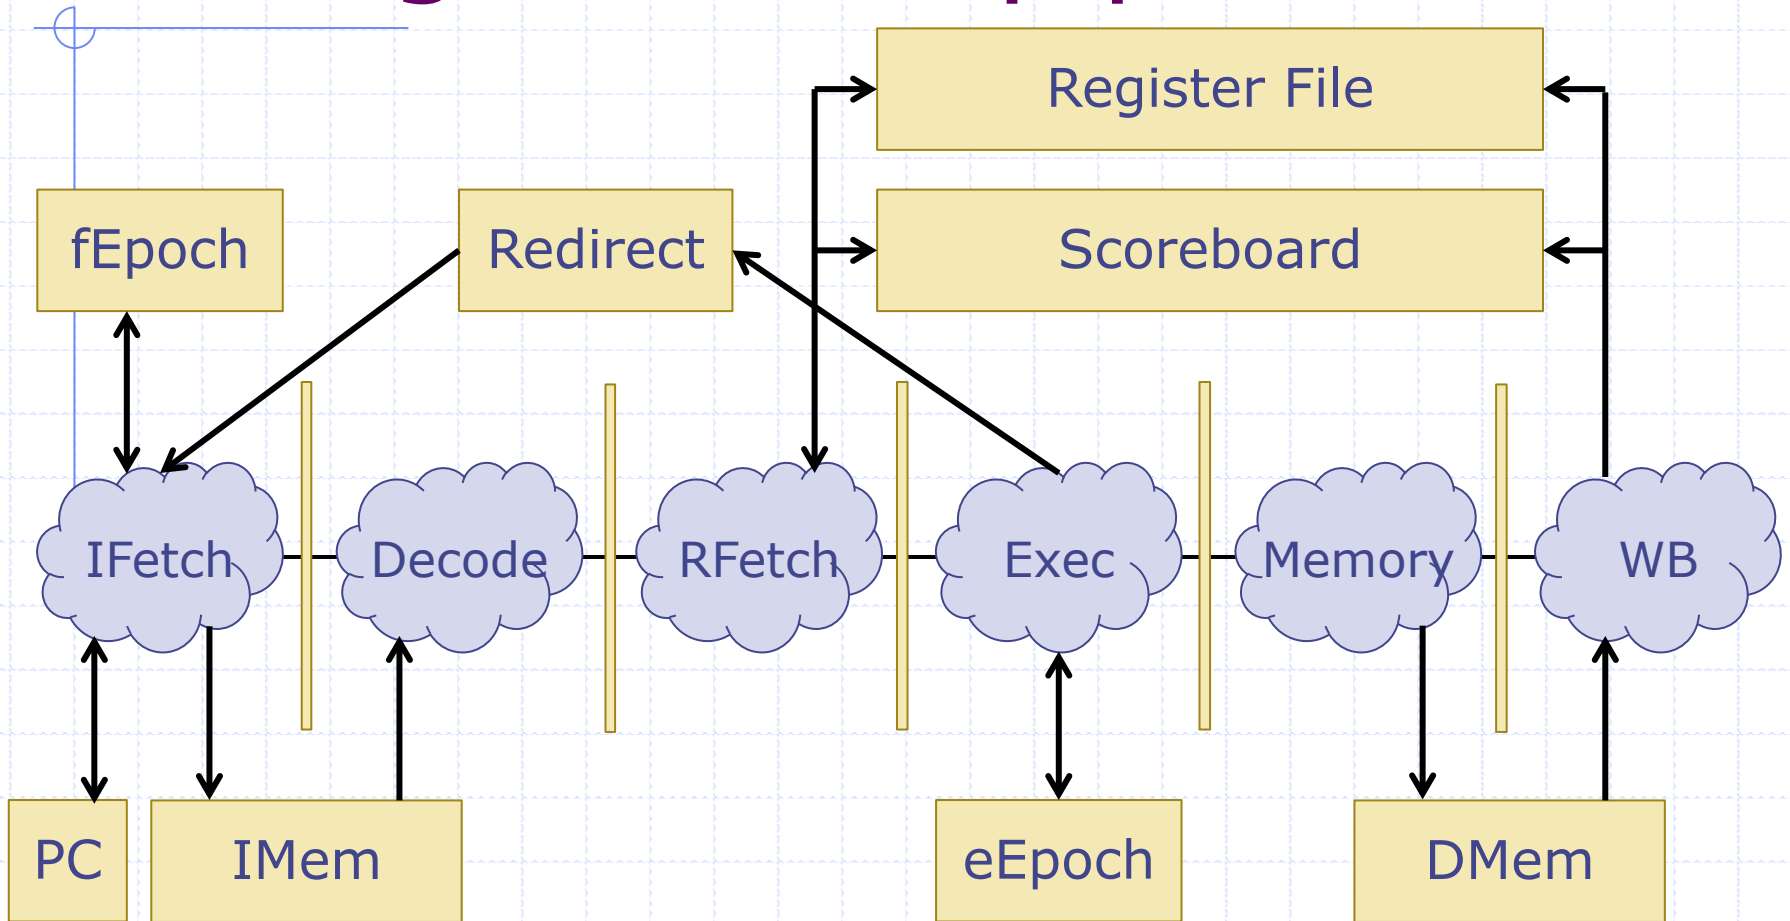 Register File
fEpoch
Redirect
Scoreboard
IFetch
Decode
RFetch
Exec
Memory
WB
PC
IMem
eEpoch
DMem